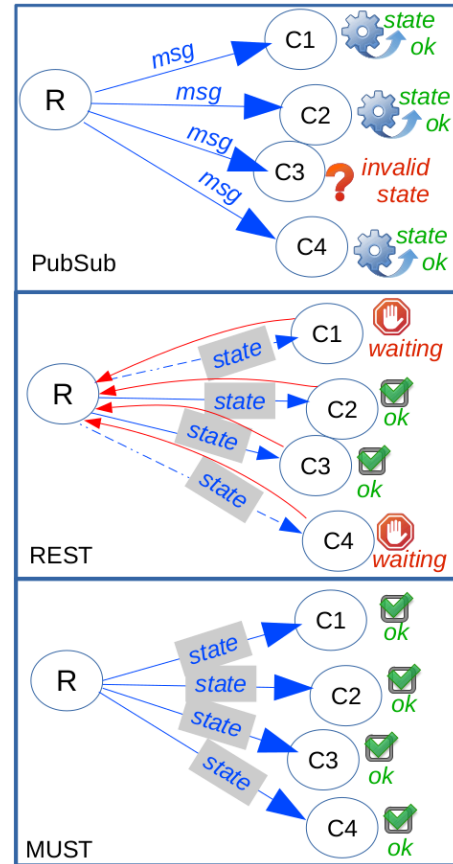 R
msg
msg
msg
msg
C1
state
ok
C2
state
ok
C3
invalid
state
C4
state
ok
PubSub
R
state
state
state
state
C1
waiting
C2
ok
C3
ok
C4
waiting
REST
R
state
state
state
state
C1
ok
C2
ok
C3
ok
C4
ok
MUST